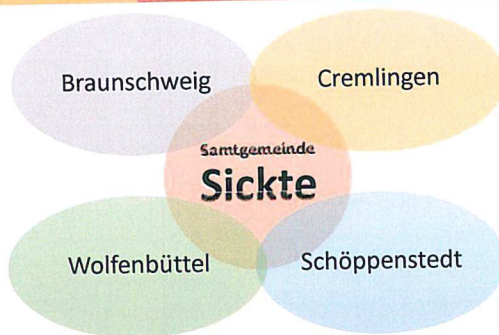 Braunschweig
Cremlingen
Samtgemeinde
Sickte
Wolfenbüttel
Schöppenstedt